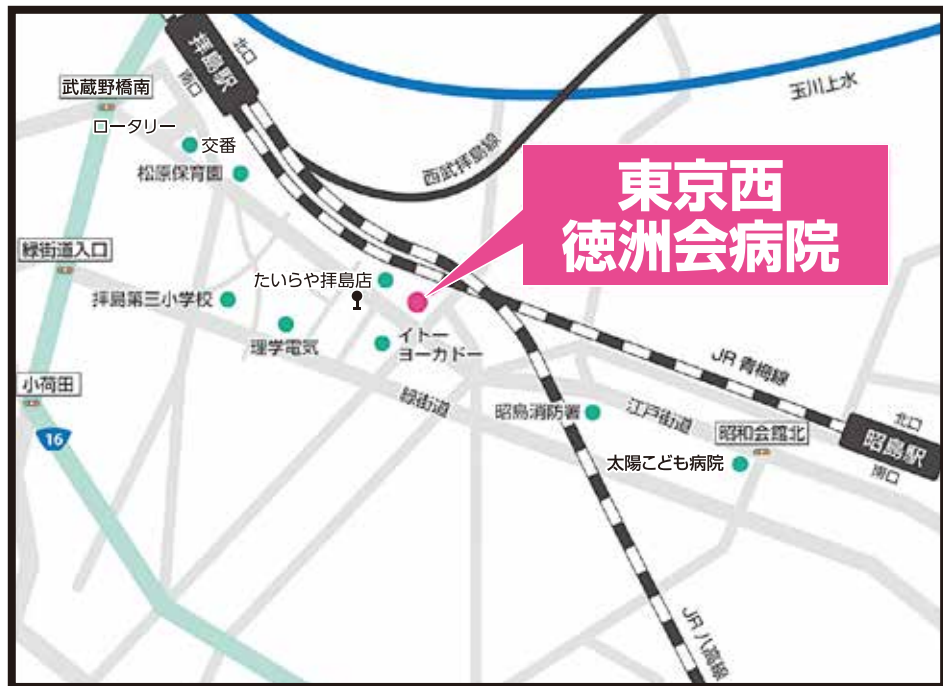 拝島駅
北口
南口
武蔵野橋南
ロータリー
交番
松原保育園
玉川上水
西武拝島線
東京西
徳洲会病院
緑街道入口
たいらや拝島店
拝島第三小学校
理学電気
イトー
ヨーカドー
JR 青梅線
小荷田
緑街道
16
昭島消防署
江戸街道
昭和会館北
北口
昭島駅
南口
太陽こども病院
JR 八高線